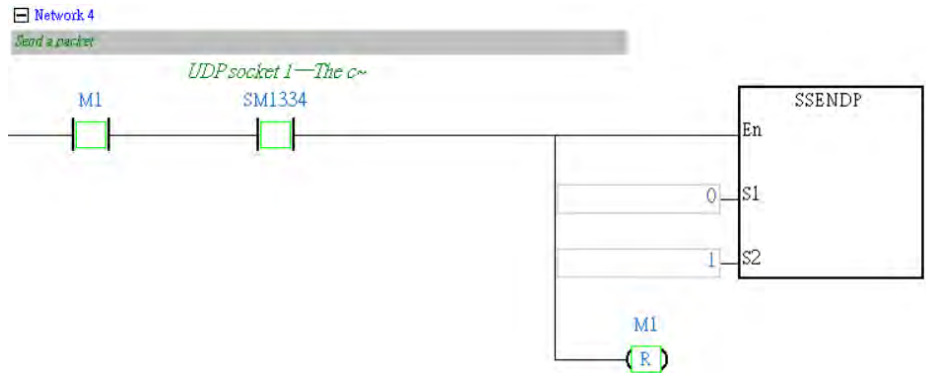 Network 4
Send a packet
UDP socket 1—The c~
M1 SM1334 SSENDP
En
0 S1
1 S2
M1
R